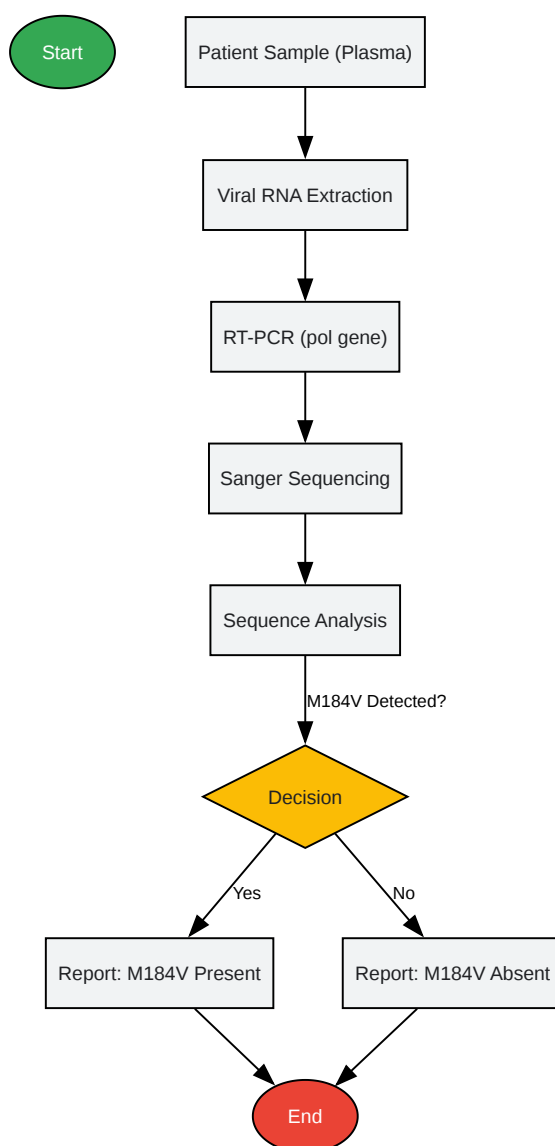 Start
Patient Sample (Plasma)
Viral RNA Extraction
RT-PCR (pol gene)
Sanger Sequencing
Sequence Analysis
M184V Detected?
Decision
Yes
No
Report: M184V Present
Report: M184V Absent
End